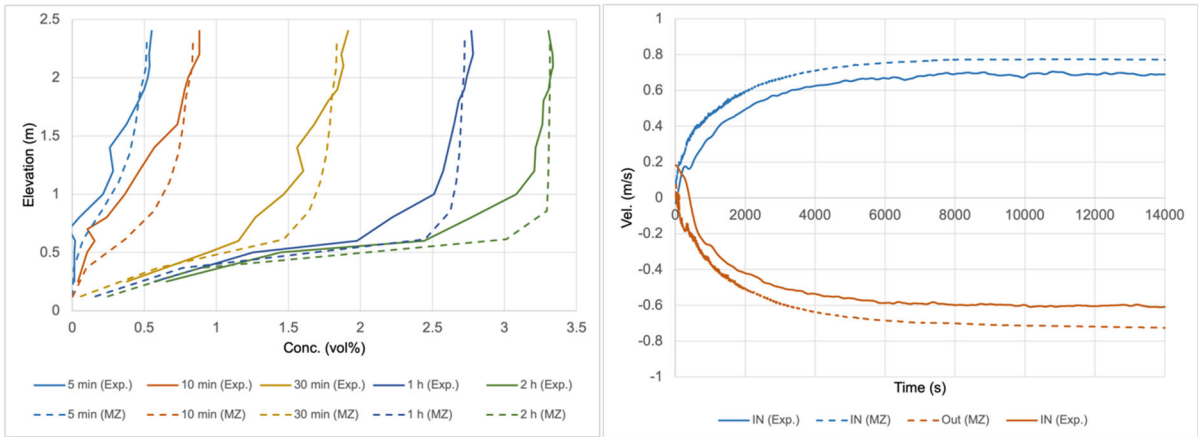 2.5
2
1.5
1
0.5
0
Elevation (m)
0 0.5 1 1.5 2 2.5 3 3.5
Conc. (vol%)
5 min (Exp.) 10 min (Exp.) 30 min (Exp.) 1 h (Exp.) 2 h (Exp.)
5 min (MZ) 10 min (MZ) 30 min (MZ) 1 h (MZ) 2 h (MZ)
1
0.8
0.6
0.4
0.2
0
-0.2
-0.4
-0.6
-0.8
-1
Vel. (m/s)
0 2000 4000 6000 8000 10000 12000 14000
Time (s)
IN (Exp.) IN (MZ) Out (MZ) IN (Exp.)